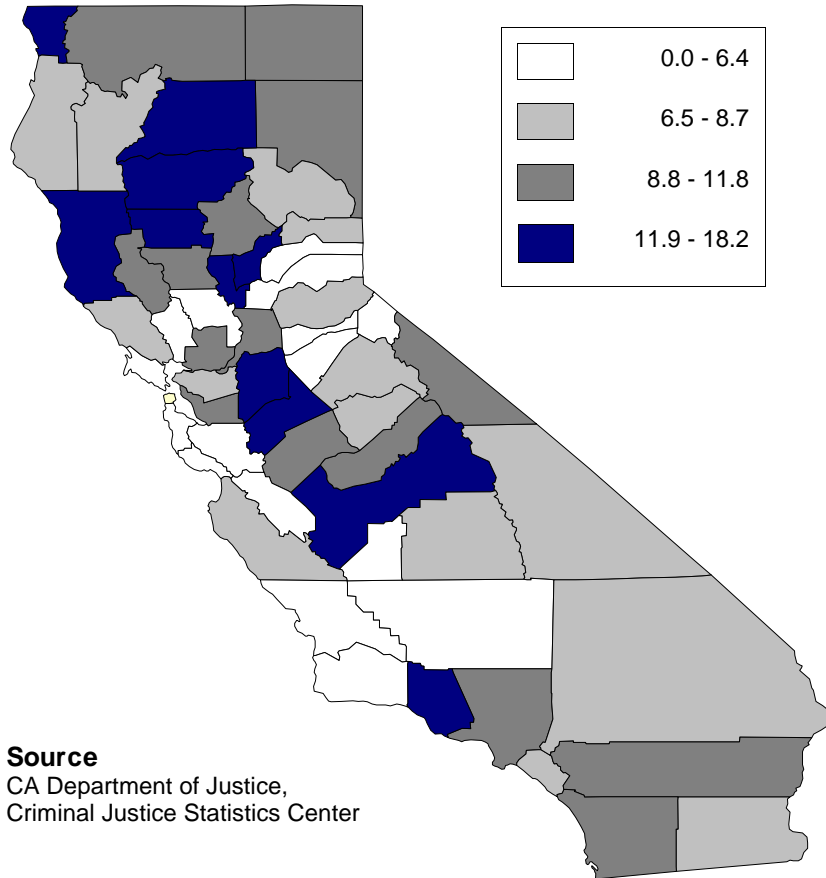 0.0 - 6.4
6.5 - 8.7
8.8 - 11.8
11.9 - 18.2
Source
CA Department of Justice,
Criminal Justice Statistics Center